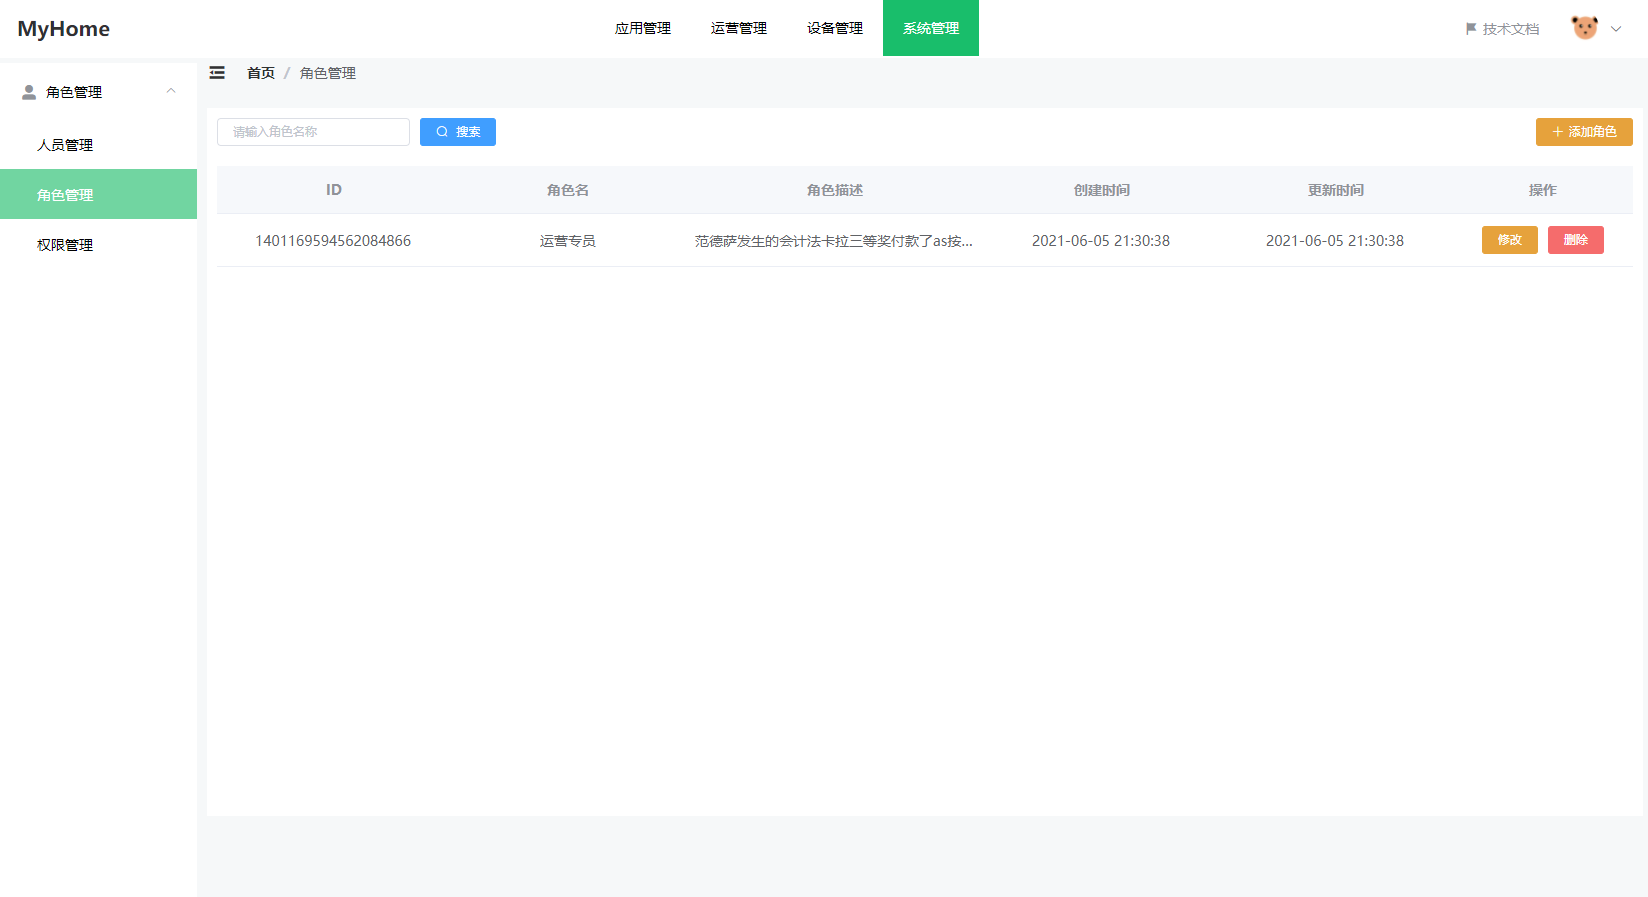 MyHome
应用管理
运营管理
设备管理
系统管理
技术文档
角色管理
人员管理
角色管理
权限管理
首页 / 角色管理
请输入角色名称
搜索
添加角色
ID 角色名 角色描述 创建时间 更新时间 操作
1401169594562084866 运营专员 范德萨发生的会计法卡拉三等奖付款了as按... 2021-06-05 21:30:38 2021-06-05 21:30:38 修改 删除